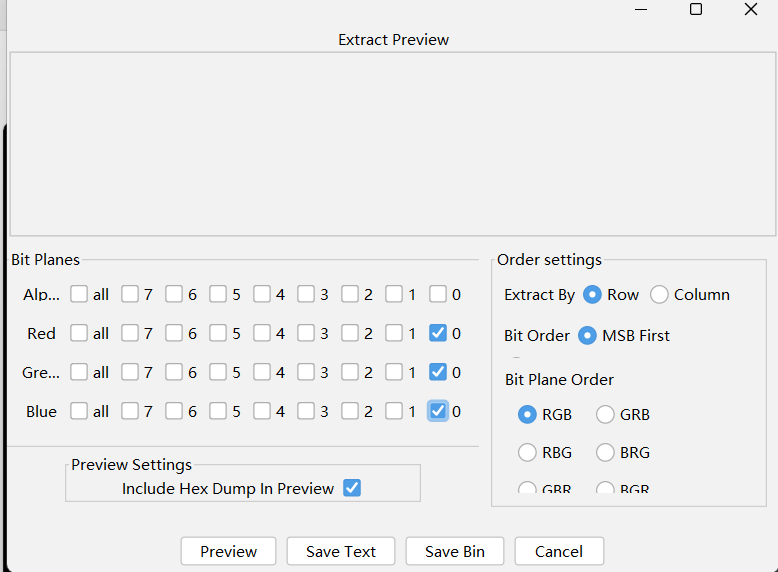 Extract Preview
Bit Planes
Order settings
Alp... all 7 6 5 4 3 2 1 0
Extract By Row Column
Red all 7 6 5 4 3 2 1 0
Bit Order MSB First
Gre... all 7 6 5 4 3 2 1 0
Bit Plane Order
Blue all 7 6 5 4 3 2 1 0
RGB GRB
RBG BRG
Preview Settings
Include Hex Dump In Preview
GBR BGR
Preview Save Text Save Bin Cancel